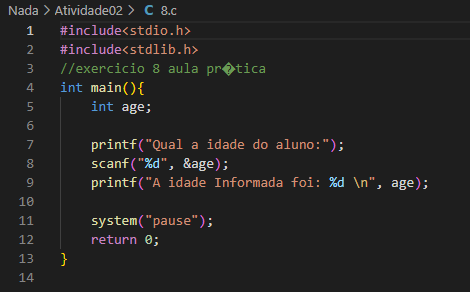 Nada > Atividade02 > C 8.c
1 #include<stdio.h>
2 #include<stdlib.h>
3 //exercicio 8 aula pr�tica
4 int main(){
5     int age;
6
7     printf("Qual a idade do aluno:");
8     scanf("%d", &age);
9     printf("A idade Informada foi: %d \n", age);
10
11     system("pause");
12     return 0;
13 }
14